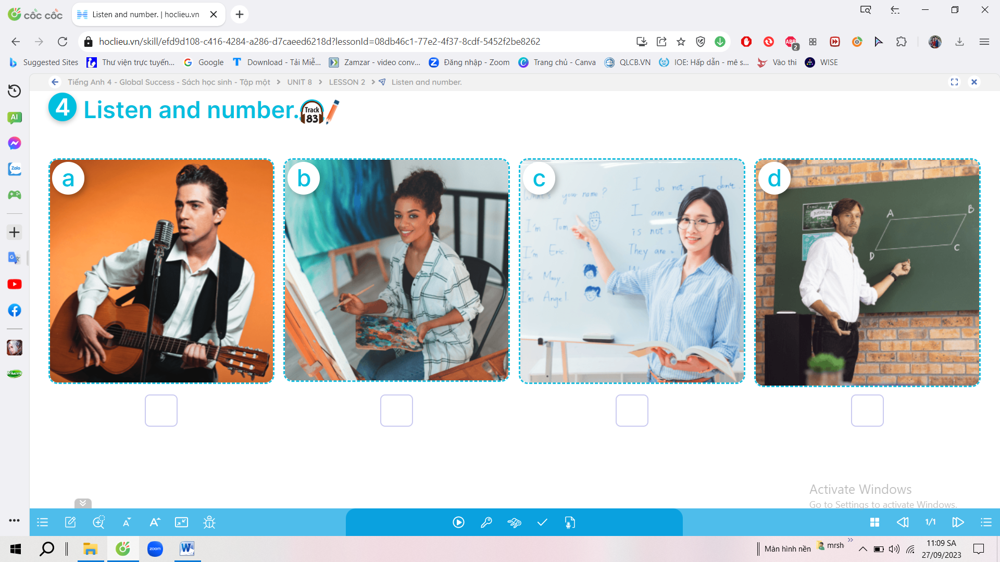 cốc cốc
Listen and number. | hoclieu.vn
hoclieu.vn/skill/efd9d108-c416-4284-a286-d7caeed6218d?lessonId=08db46c1-77e2-4f37-8cdf-5452f2be8262
ABP
2
Suggested Sites
Thư viện trực tuyến...
Google
Download - Tải Miễ...
Zamzar - video conv...
Đăng nhập - Zoom
Trang chủ - Canva
QLCB.VN
IOE: Hấp dẫn - mê s...
Vào thi
WISE
Tiếng Anh 4 - Global Success - Sách học sinh - Tập một > UNIT 8 > LESSON 2 > Listen and number.
AI
Zalo
4 Listen and number.
Track
83
a
b
c
What's your name?
I'm Tom
I'm Eric.
I'm Mary.
I'm Angel.
I do not = I don't.
I am =
is not =
They are =
d
A
B
C
D
Activate Windows
Go to Settings to activate Windows.
A
A
1/1
zoom
W
Màn hình nền
mrsh
11:09 SA
27/09/2023